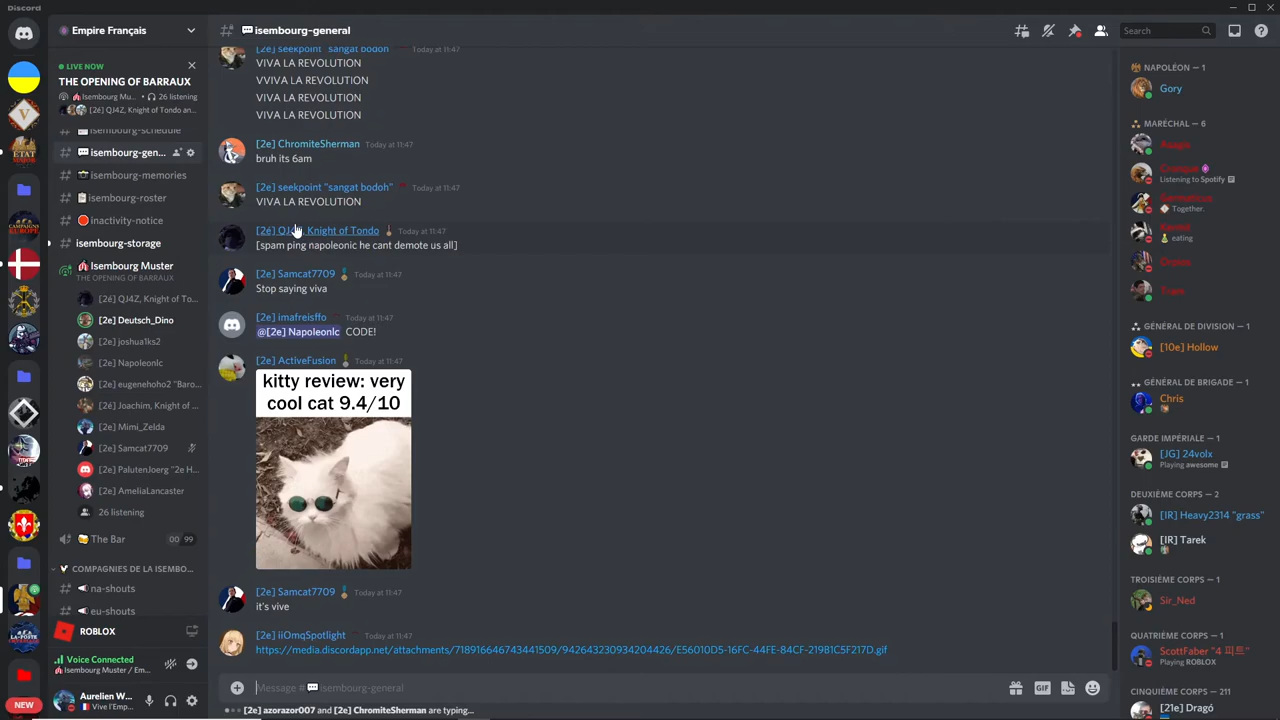 Discord
Empire Français
isembourg-general
Search
LIVE NOW
THE OPENING OF BARRAUX
Isembourg Mu... • 26 listening
[2é] QJ4Z, Knight of Tondo an...
isembourg-schedule
isembourg-gen...
isembourg-memories
isembourg-roster
inactivity-notice
isembourg-storage
Isembourg Muster
THE OPENING OF BARRAUX
[2é] QJ4Z, Knight of To...
[2e] Deutsch_Dino
[2e] joshua1ks2
[2e] NapoleonIc
[2e] eugenehoho2 "Baro...
[2e] Joachim, Knight of ...
[2e] Mimi_Zelda
[2e] Samcat7709
[2e] PalutenJoerg "2e H...
[2e] AmeliaLancaster
26 listening
The Bar
00 99
COMPAGNIES DE LA ISEMBO...
na-shouts
eu-shouts
ROBLOX
Voice Connected
Isembourg Muster / Em...
Aurelien W...
Vive l'Emp...
NEW
[2e] seekpoint "sangat bodoh" Today at 11:47
VIVA LA REVOLUTION
VVIVA LA REVOLUTION
VIVA LA REVOLUTION
VIVA LA REVOLUTION
[2e] ChromiteSherman Today at 11:47
bruh its 6am
[2e] seekpoint "sangat bodoh" Today at 11:47
VIVA LA REVOLUTION
Knight of Tondo Today at 11:47
[spam ping napoleonic he cant demote us all]
[2e] Samcat7709 Today at 11:47
Stop saying viva
[2e] imafreisffo Today at 11:47
@[2e] NapoleonIc CODE!
[2e] ActiveFusion Today at 11:47
kitty review: very
cool cat 9.4/10
[2e] Samcat7709 Today at 11:47
it's vive
[2e] iiOmqSpotlight Today at 11:47
https://media.discordapp.net/attachments/718916646743441509/942643230934204426/E56010D5-16FC-44FE-84CF-219B1C5F217D.gif
Message # isembourg-general
GIF
[2e] azorazor007 and [2e] ChromiteSherman are typing...
NAPOLÉON — 1
Gory
MARÉCHAL — 6
Listening to Spotify
Together.
eating
GÉNÉRAL DE DIVISION — 1
[10e] Hollow
GÉNÉRAL DE BRIGADE — 1
Chris
GARDE IMPÉRIALE — 1
[JG] 24volx
Playing awesome
DEUXIÈME CORPS — 2
[IR] Heavy2314 "grass"
[IR] Tarek
TROISIÈME CORPS — 1
Sir_Ned
QUATRIÈME CORPS — 1
ScottFaber "4 피트"
Playing ROBLOX
CINQUIÈME CORPS — 211
[21e] Dragó